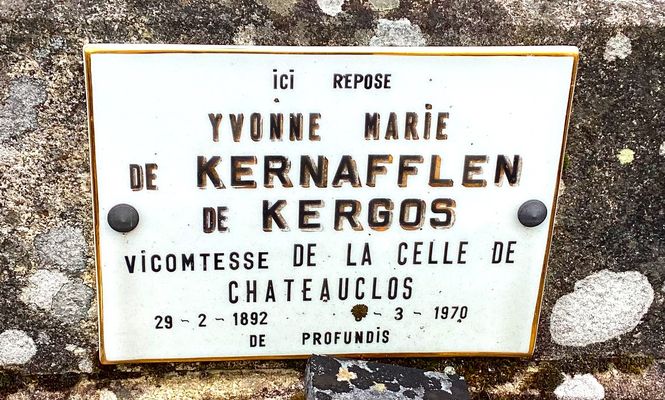 iCi REPOSE
YVONNE MARiE
DE KERNAFFLEN
DE KERGOS
ViCOMTESSE DE LA CELLE DE
CHATEAUCLOS
29 - 2 - 1892 - 3 - 1970
DE PROFUNDiS